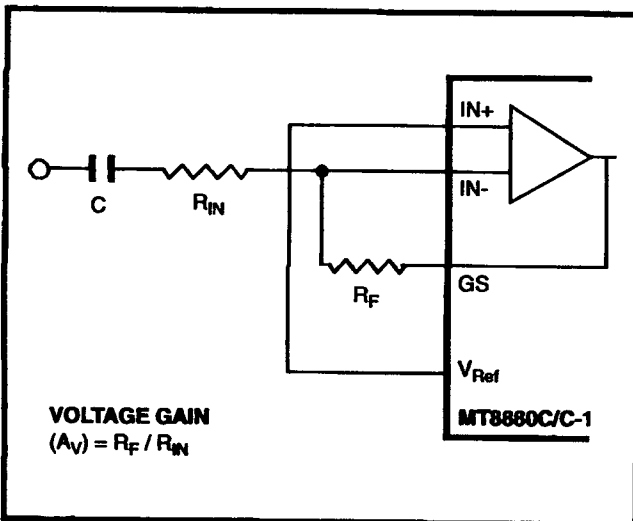 IN+
IN-
C
R_IN
R_F
GS
V_Ref
MT8880C/C-1
VOLTAGE GAIN
(A_V) = R_F / R_IN